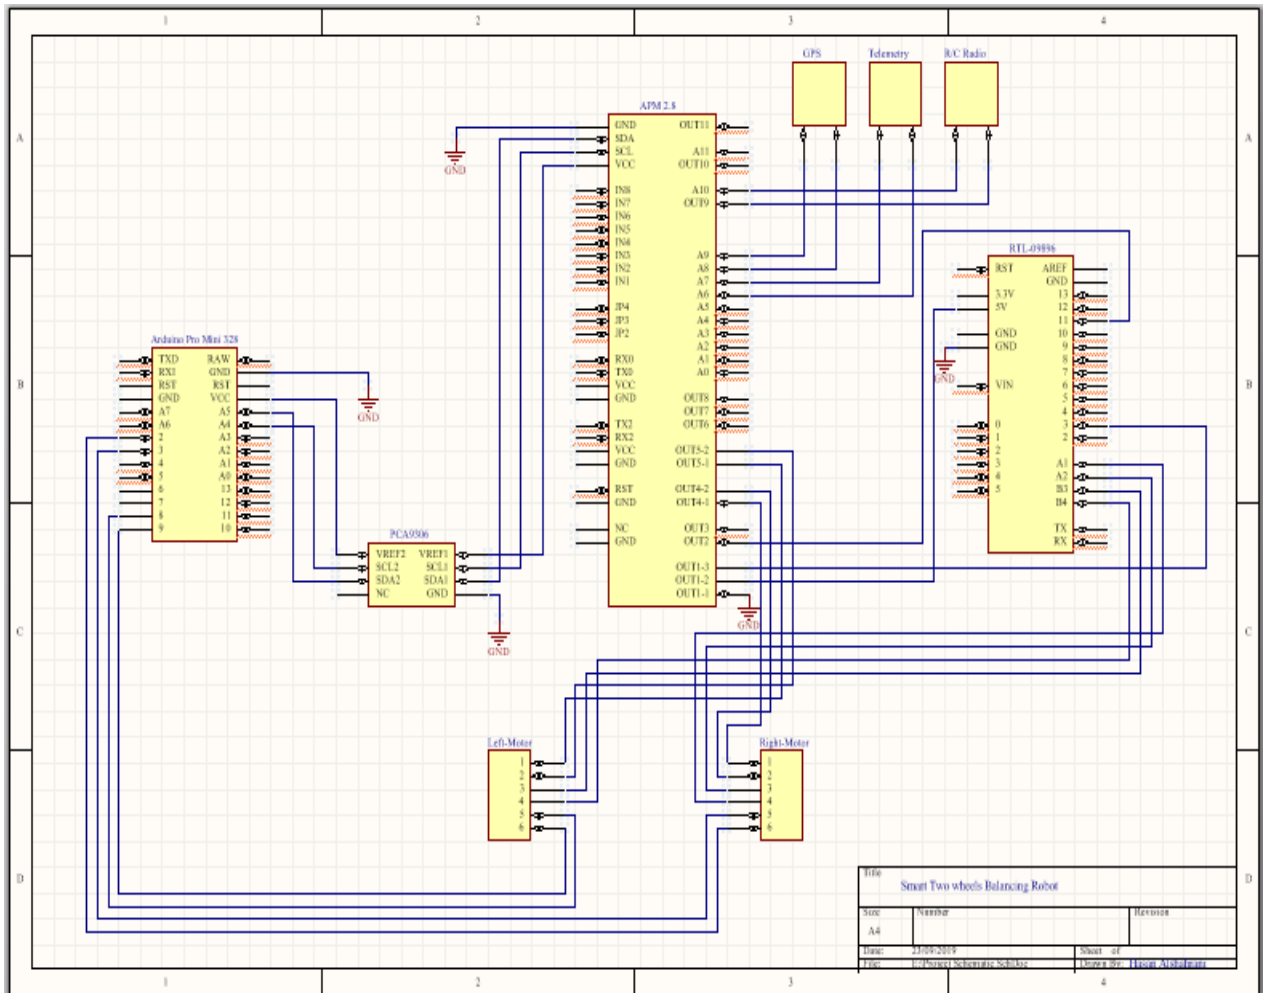 1 2 3 4
GPS Telemetry R/C Radio
APM 2.8
A A
GND OUT11
SDA
SCL A11
VCC OUT10
GND
IN8 A10
IN7 OUT9
IN6
IN5
IN4
IN3 A9
IN2 A8
IN1 A7
A6
JP4 A5
JP3 A4
JP2 A3
A2
RX0 A1
TX0 A0
VCC
GND OUT8
OUT7
TX2 OUT6
RX2
VCC OUT5-2
GND OUT5-1
RST OUT4-2
GND OUT4-1
NC OUT3
GND OUT2
OUT1-3
OUT1-2
OUT1-1
GND
RTL-09896
RST AREF
GND
3.3V 13
5V 12
11
GND 10
GND 9
8
7
VIN 6
5
4
0 3
1 2
2
3 A1
4 A2
5 B3
B4
TX
RX
GND
B B
Arduino Pro Mini 328
TXD RAW
RX1 GND
RST RST
GND VCC
A7 A5
A6 A4
2 A3
3 A2
4 A1
5 A0
6 13
7 12
8 11
9 10
GND
PCA9306
VREF2 VREF1
SCL2 SCL1
SDA2 SDA1
NC GND
GND
C C
Left-Motor Right-Motor
1 1
2 2
3 3
4 4
5 5
6 6
D D
Title
Smart Two wheels Balancing Robot
Size Number Revision
A4
Date: 23/09/2019 Sheet of
File: E:\Project Schematic.SchDoc Drawn By:
1 2 3 4